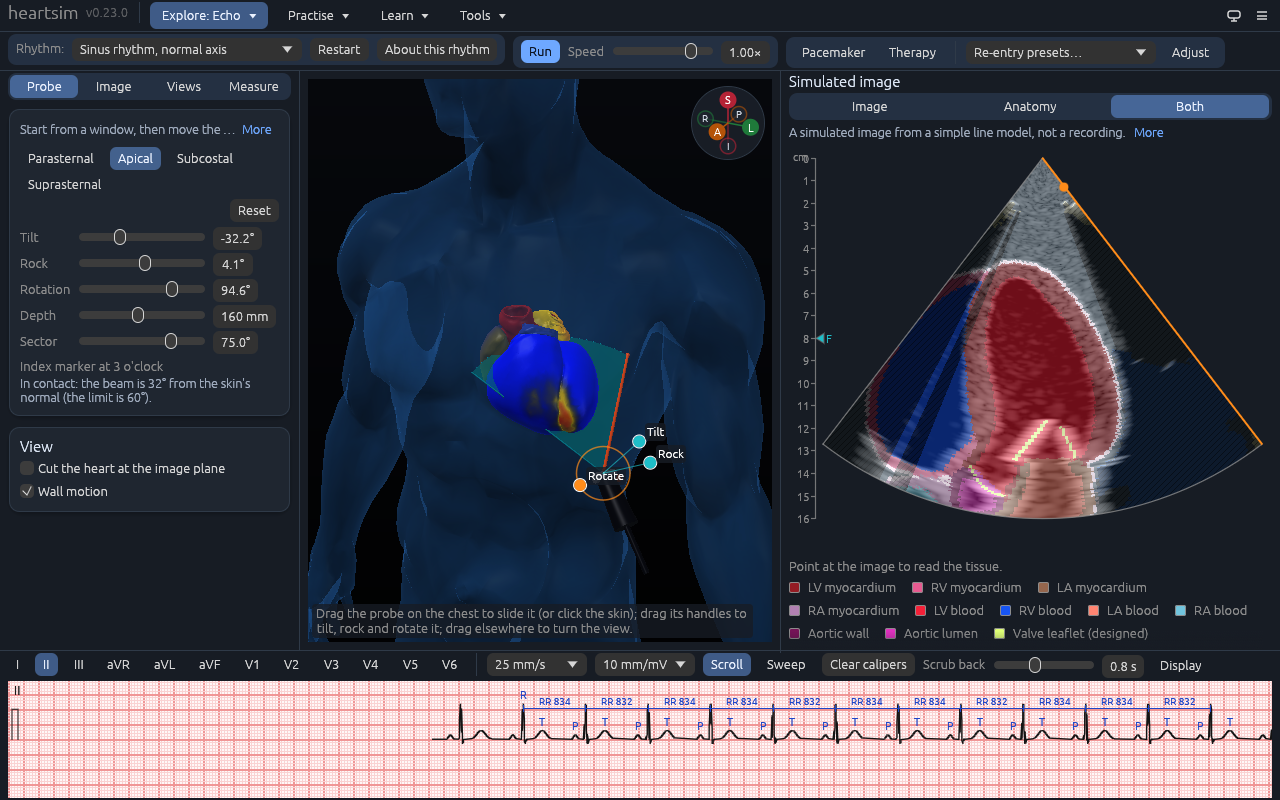 heartsim v0.23.0 Explore: Echo Practise Learn Tools
Rhythm: Sinus rhythm, normal axis Restart About this rhythm Run Speed 1.00× Pacemaker Therapy Re-entry presets... Adjust
Probe Image Views Measure
Start from a window, then move the ... More
Parasternal Apical Subcostal
Suprasternal
Reset
Tilt -32.2°
Rock 4.1°
Rotation 94.6°
Depth 160 mm
Sector 75.0°
Index marker at 3 o'clock
In contact: the beam is 32° from the skin's
normal (the limit is 60°).
View
Cut the heart at the image plane
Wall motion
S
R
P
A
L
I
Tilt
Rock
Rotate
Drag the probe on the chest to slide it (or click the skin); drag its handles to
tilt, rock and rotate it; drag elsewhere to turn the view.
Simulated image
Image Anatomy Both
A simulated image from a simple line model, not a recording. More
cm
0
1
2
3
4
5
6
7
8 F
9
10
11
12
13
14
15
16
Point at the image to read the tissue.
LV myocardium RV myocardium LA myocardium
RA myocardium LV blood RV blood LA blood RA blood
Aortic wall Aortic lumen Valve leaflet (designed)
I II III aVR aVL aVF V1 V2 V3 V4 V5 V6 25 mm/s 10 mm/mV Scroll Sweep Clear calipers Scrub back 0.8 s Display
II
R
RR 834 RR 832 RR 834 RR 834 RR 832 RR 834 RR 832 RR 834 RR 834 RR 834 RR 832
T P T P T P T P T P T P T P T P T P T P T P T